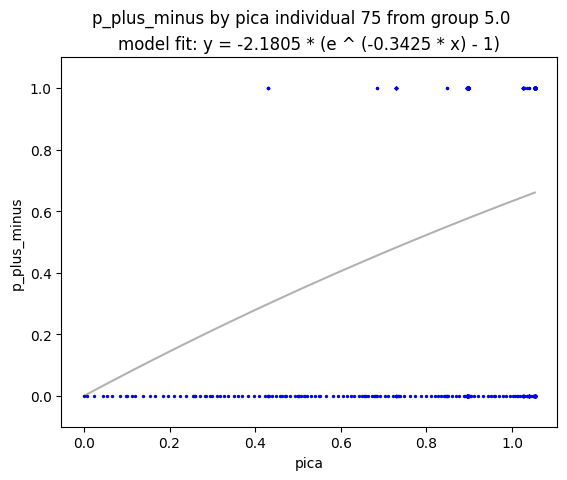 p_plus_minus by pica individual 75 from group 5.0
model fit: y = -2.1805 * (e ^ (-0.3425 * x) - 1)
1.0
0.8
0.6
0.4
0.2
0.0
p_plus_minus
0.0 0.2 0.4 0.6 0.8 1.0
pica